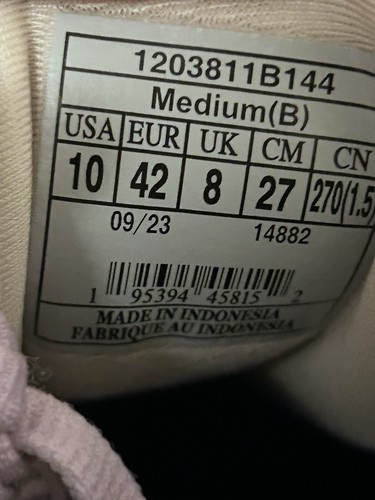 1203811B144
Medium(B)
USA EUR UK CM CN
10 42 8 27 270(1.5)
09/23 14882
1 95394 45815 2
MADE IN INDONESIA
FABRIQUE AU INDONESIA